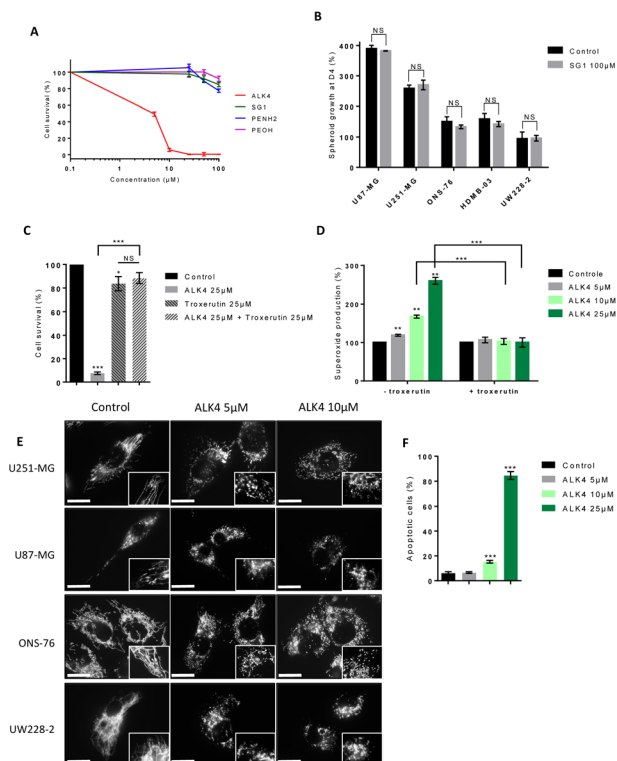 A
Cell survival (%)
100
80
60
40
20
0
0.1
1
10
100
Concentration (µM)
ALK4
SG1
PENH2
PEOH
B
Spheroid growth at D4 (%)
400
300
200
100
0
NS
NS
NS
NS
NS
U87-MG
U251-MG
ONS-76
HDMB-03
UW228-2
Control
SG1 100µM
C
Cell survival (%)
100
80
60
40
20
0
***
NS
*
***
Control
ALK4 25µM
Troxerutin 25µM
ALK4 25µM + Troxerutin 25µM
D
Superoxide production (%)
300
200
100
0
***
***
**
**
**
- troxerutin
+ troxerutin
Controle
ALK4 5µM
ALK4 10µM
ALK4 25µM
E
Control
ALK4 5µM
ALK4 10µM
U251-MG
U87-MG
ONS-76
UW228-2
F
Apoptotic cells (%)
100
80
60
40
20
0
***
***
Control
ALK4 5µM
ALK4 10µM
ALK4 25µM